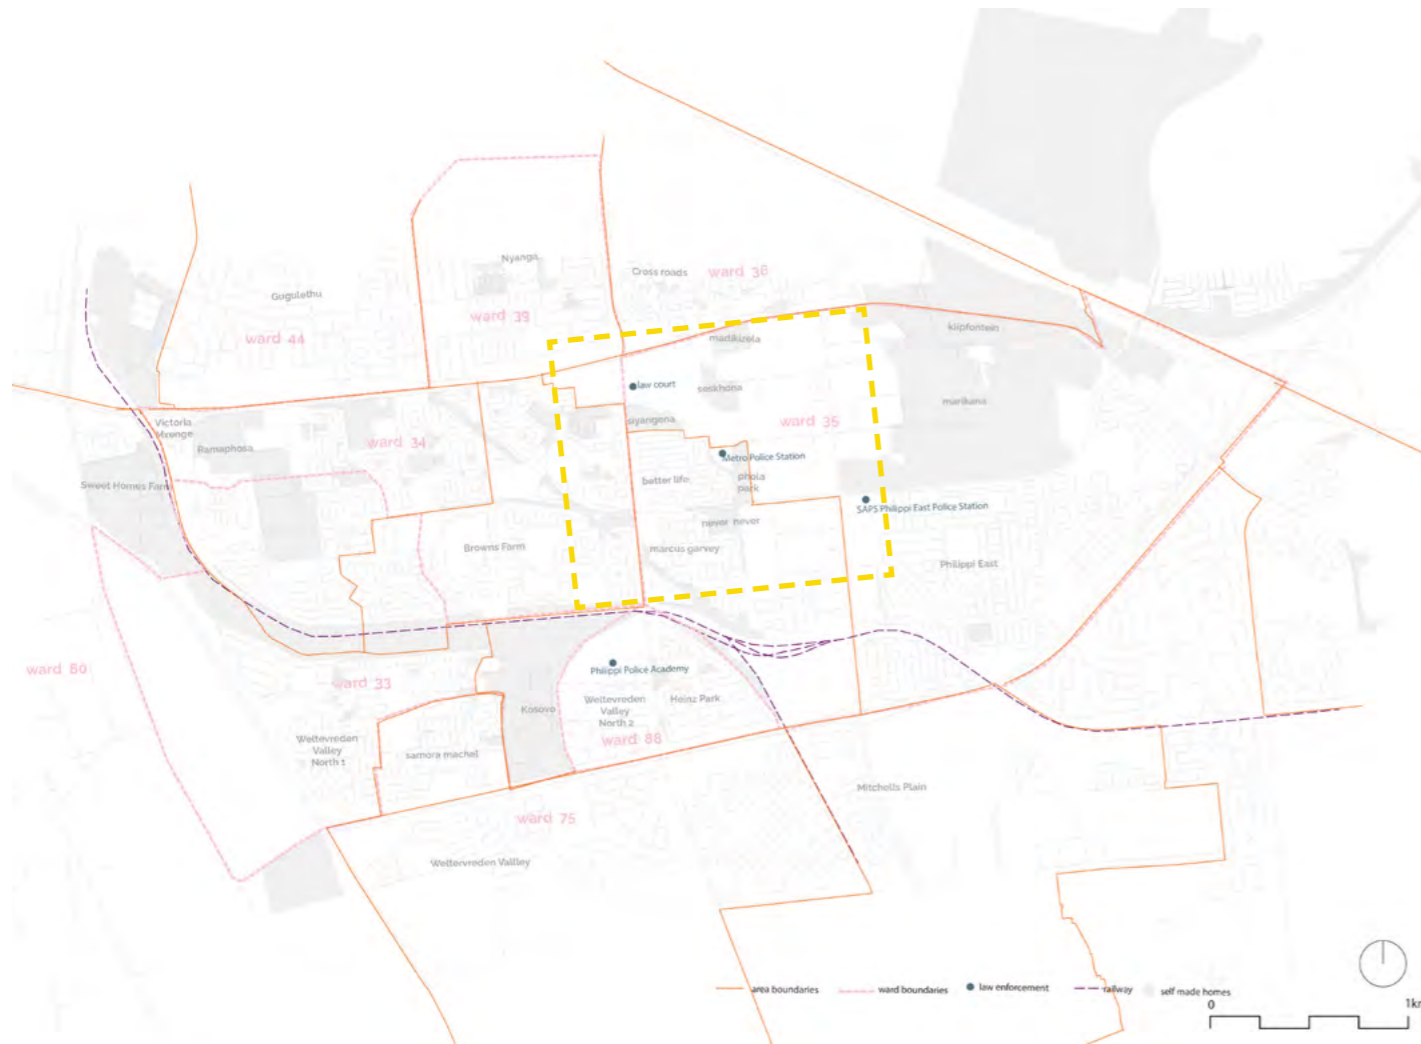 Nyanga
Cross roads
ward 36
Gugulethu
ward 39
ward 44
klipfontein
madikizela
law court
seskhona
marikana
Victoria
Mxenge
siyangena
ward 35
Ramaphosa
ward 34
Metro Police Station
Sweet Homes Farm
better life
phola
park
SAPS Philippi East Police Station
never never
Browns Farm
marcus garvey
Philippi East
ward 80
Philippi Police Academy
ward 33
Kosovo
Weltevreden
Valley
North 2
Heinz Park
ward 88
Weltevreden
Valley
North 1
samora machel
Mitchells Plain
ward 75
Weltervreden Vallley
area boundaries
ward boundaries
law enforcement
railway
self made homes
0
1km